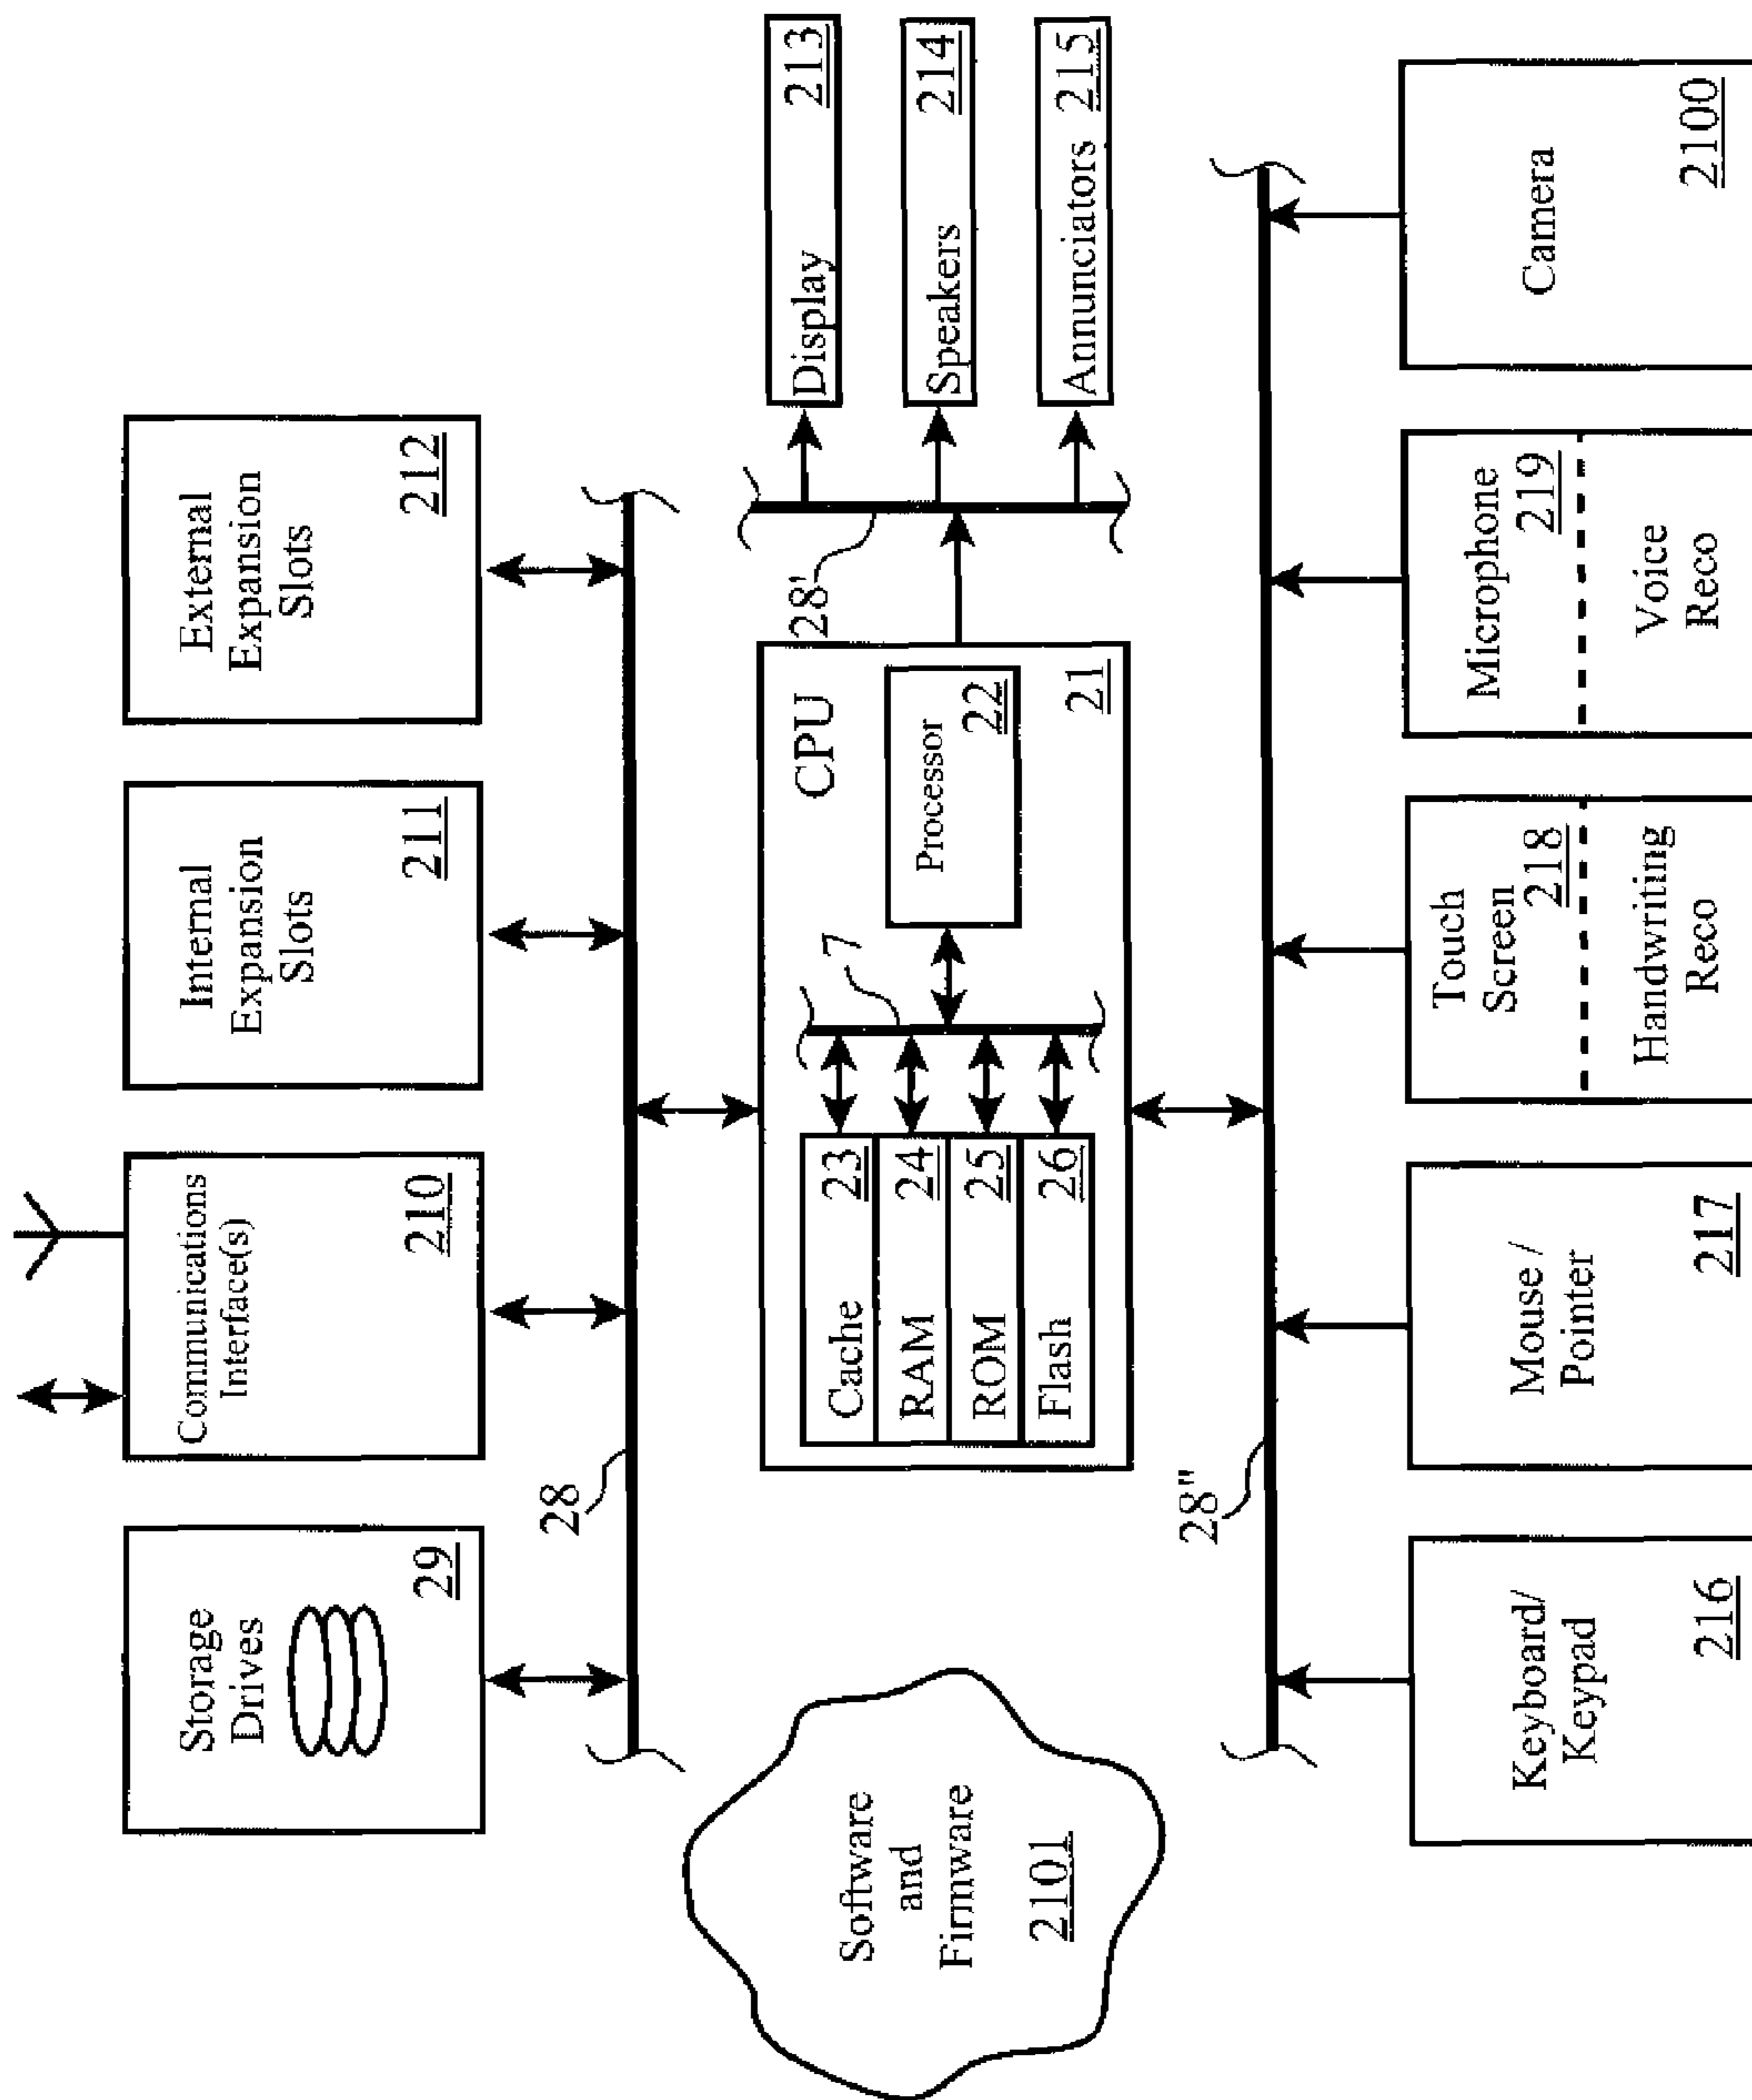 Storage
Drives
29
Communications
Interface(s)
210
Internal
Expansion
Slots
211
External
Expansion
Slots
212
28
Software
and
Firmware
2101
CPU
Cache 23
RAM 24
ROM 25
Flash 26
7
Processor
22
21
28'
Display 213
Speakers 214
Annunciators 215
28"
Keyboard/
Keypad
216
Mouse /
Pointer
217
Touch
Screen
218
Handwriting
Reco
Microphone
219
Voice
Reco
Camera
2100